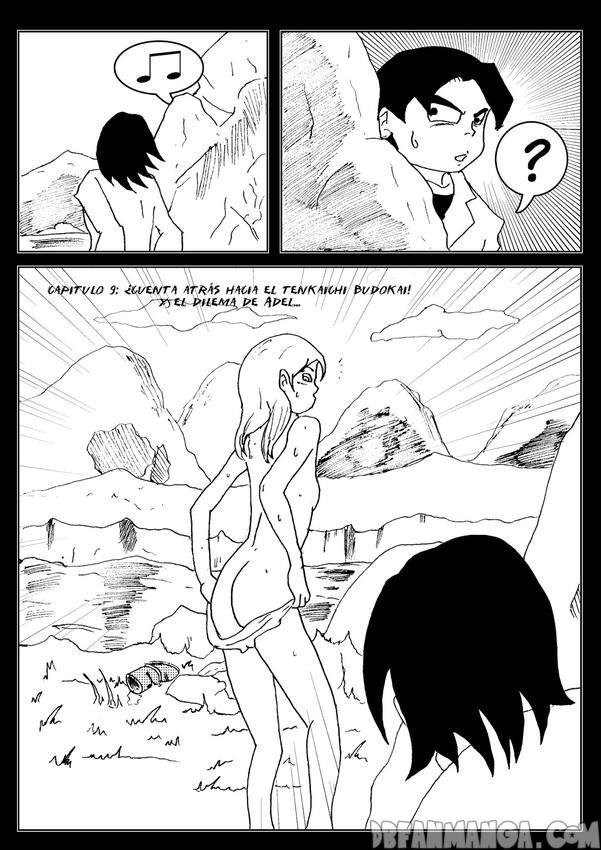 ?
CAPITULO 9: ¿CUENTA ATRÁS HACIA EL TENKAICHI BUDOKAI!
Y EL DILEMA DE ADEL...
DBFANMANGA.COM